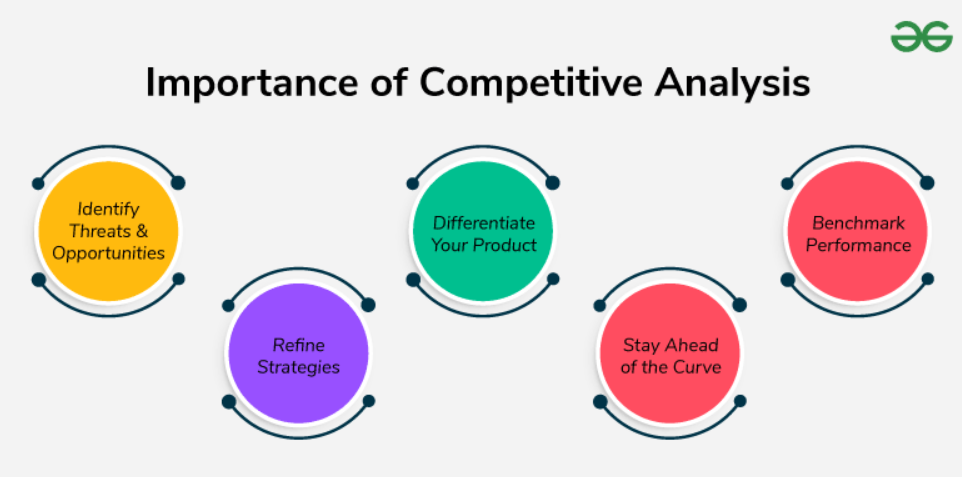 Importance of Competitive Analysis
Identify
Threats &
Opportunities
Refine
Strategies
Differentiate
Your Product
Stay Ahead
of the Curve
Benchmark
Performance